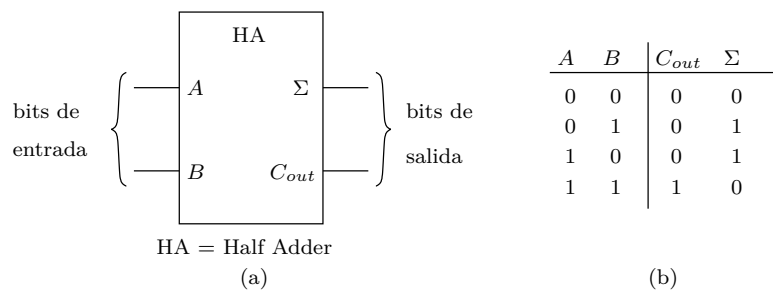 HA
bits de
entrada
A
B
Σ
C_out
bits de
salida
HA = Half Adder
(a)
A B C_out Σ
0 0 0 0
0 1 0 1
1 0 0 1
1 1 1 0
(b)